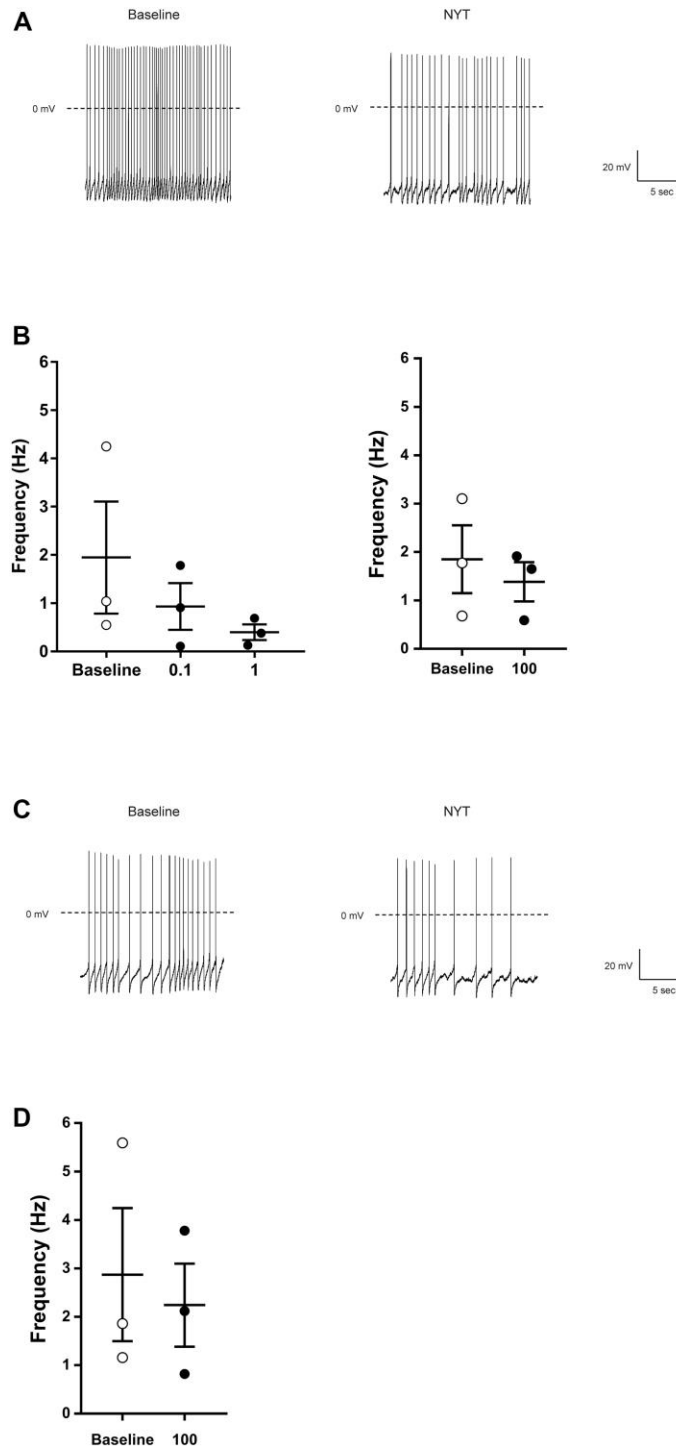 A
Baseline
NYT
0 mV
0 mV
20 mV
5 sec
B
Frequency (Hz)
6
5
4
3
2
1
0
Baseline 0.1 1
Frequency (Hz)
6
5
4
3
2
1
0
Baseline 100
C
Baseline
NYT
0 mV
0 mV
20 mV
5 sec
D
Frequency (Hz)
6
5
4
3
2
1
0
Baseline 100